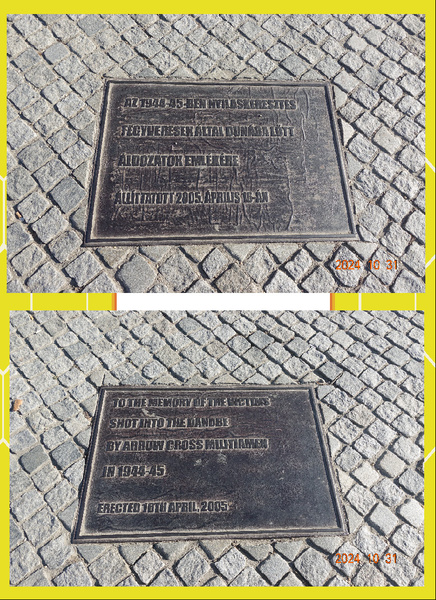 AZ 1944-45-BEN NYILASKERESZTES
FEGYVERESEK ÁLTAL DUNÁBA LŐTT
ÁLDOZATOK EMLÉKÉRE
ÁLLÍTTATOTT 2005. ÁPRILIS 16-ÁN
2024.10.31
TO THE MEMORY OF THE VICTIMS
SHOT INTO THE DANUBE
BY ARROW CROSS MILITIAMEN
IN 1944-45
ERECTED 16TH APRIL, 2005.
2024.10.31